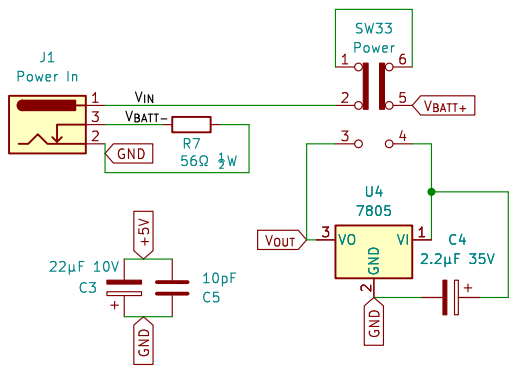 J1
Power In
1
3
2
VIN
VBATT-
R7
56Ω ½W
GND
SW33
Power
1
6
2
5
VBATT+
3
4
U4
7805
VOUT
3
VO
VI
1
GND
2
GND
C4
2.2µF 35V
+
+5V
22µF 10V
C3
+
10pF
C5
GND